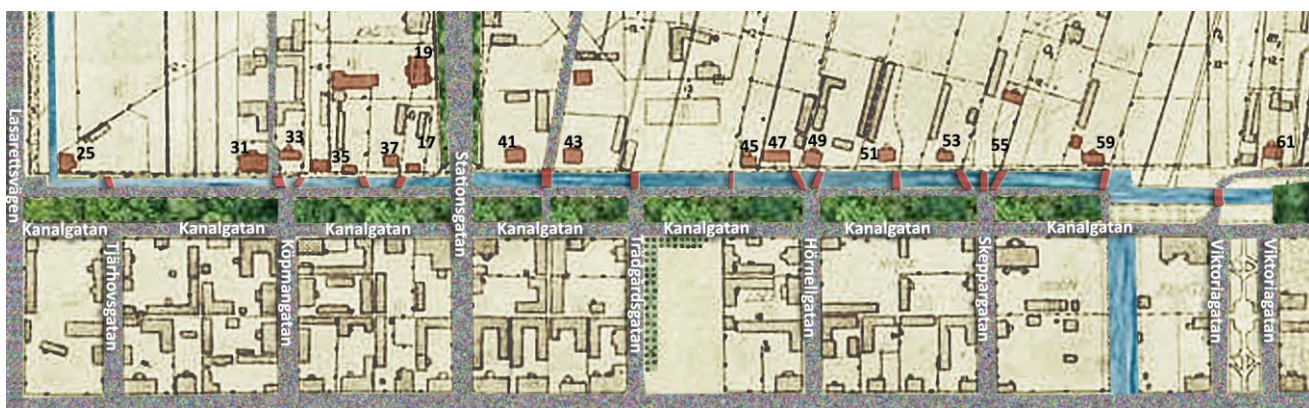 19
25
31
33
35
37
17
41
43
45
47
49
51
53
55
59
61
Lasarettsvägen
Stationsgatan
Kanalgatan
Kanalgatan
Kanalgatan
Kanalgatan
Kanalgatan
Kanalgatan
Kanalgatan
Tjärhovsgatan
Köpmangatan
Trädgårdsgatan
Hörnellgatan
Skeppargatan
Viktoriagatan
Viktoriagatan